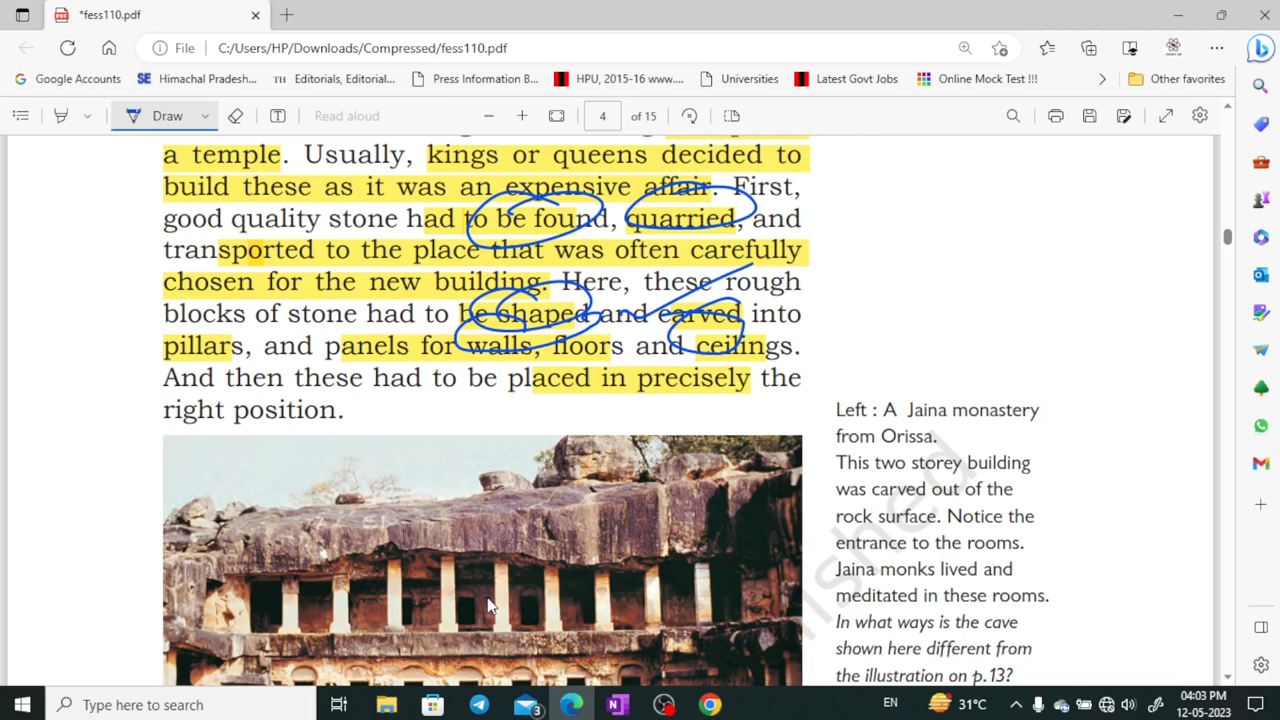 *fess110.pdf
File
C:/Users/HP/Downloads/Compressed/fess110.pdf
Google Accounts
SE Himachal Pradesh...
TH Editorials, Editorial...
Press Information B...
HPU, 2015-16 www....
Universities
Latest Govt Jobs
Online Mock Test !!!
Other favorites
Draw
Read aloud
4 of 15
a temple. Usually, kings or queens decided to
build these as it was an expensive affair. First,
good quality stone had to be found, quarried, and
transported to the place that was often carefully
chosen for the new building. Here, these rough
blocks of stone had to be shaped and carved into
pillars, and panels for walls, floors and ceilings.
And then these had to be placed in precisely the
right position.
Left : A Jaina monastery
from Orissa.
This two storey building
was carved out of the
rock surface. Notice the
entrance to the rooms.
Jaina monks lived and
meditated in these rooms.
In what ways is the cave
shown here different from
the illustration on p.13?
Type here to search
3
N
EN
31°C
04:03 PM
12-05-2023